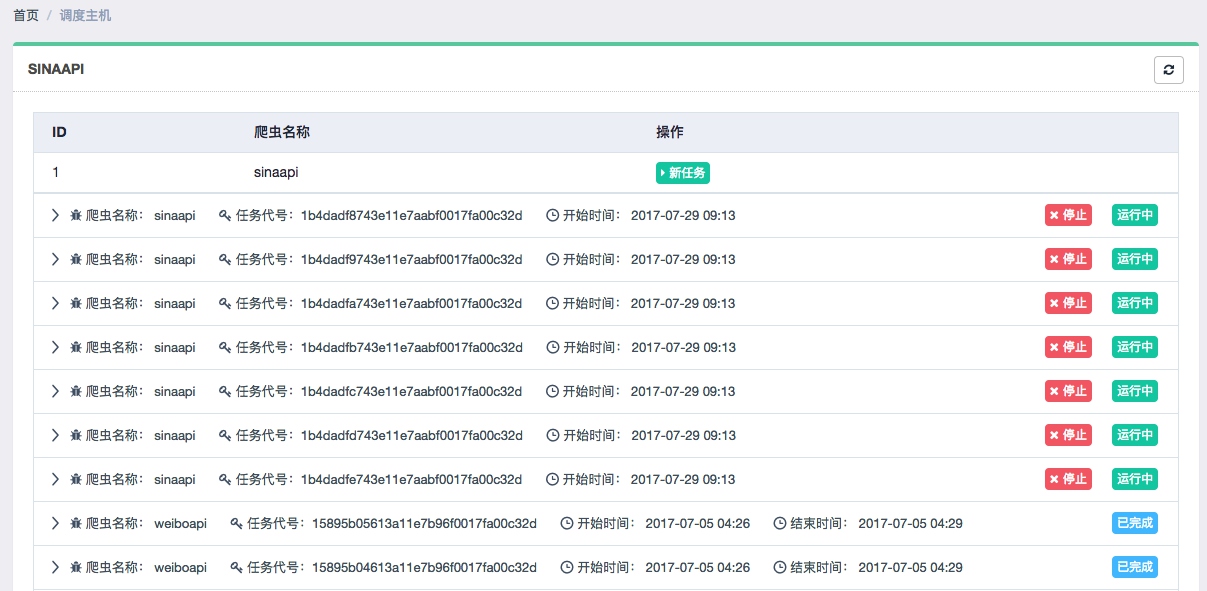 首页 / 调度主机
SINAAPI
ID 爬虫名称 操作
1 sinaapi 新任务
爬虫名称： sinaapi 任务代号：1b4dadf8743e11e7aabf0017fa00c32d 开始时间： 2017-07-29 09:13 停止 运行中
爬虫名称： sinaapi 任务代号：1b4dadf9743e11e7aabf0017fa00c32d 开始时间： 2017-07-29 09:13 停止 运行中
爬虫名称： sinaapi 任务代号：1b4dadfa743e11e7aabf0017fa00c32d 开始时间： 2017-07-29 09:13 停止 运行中
爬虫名称： sinaapi 任务代号：1b4dadfb743e11e7aabf0017fa00c32d 开始时间： 2017-07-29 09:13 停止 运行中
爬虫名称： sinaapi 任务代号：1b4dadfc743e11e7aabf0017fa00c32d 开始时间： 2017-07-29 09:13 停止 运行中
爬虫名称： sinaapi 任务代号：1b4dadfd743e11e7aabf0017fa00c32d 开始时间： 2017-07-29 09:13 停止 运行中
爬虫名称： sinaapi 任务代号：1b4dadfe743e11e7aabf0017fa00c32d 开始时间： 2017-07-29 09:13 停止 运行中
爬虫名称： weiboapi 任务代号：15895b05613a11e7b96f0017fa00c32d 开始时间： 2017-07-05 04:26 结束时间： 2017-07-05 04:29 已完成
爬虫名称： weiboapi 任务代号：15895b04613a11e7b96f0017fa00c32d 开始时间： 2017-07-05 04:26 结束时间： 2017-07-05 04:29 已完成